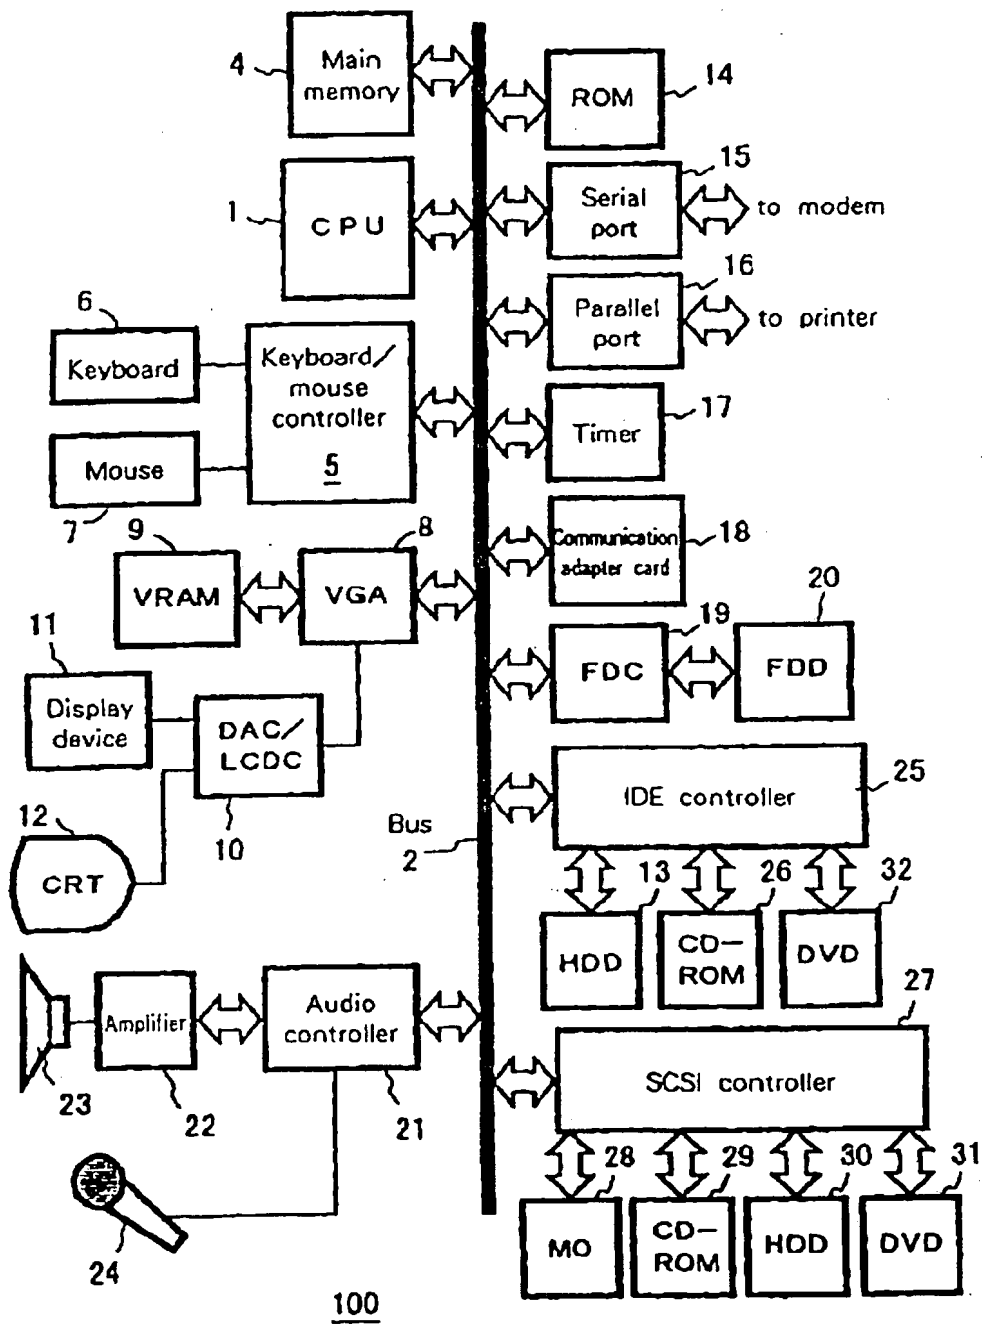 4
Main
memory
ROM
14
15
1
CPU
Serial
port
to modem
16
6
Keyboard
Keyboard/
mouse
controller
5
Parallel
port
to printer
17
Mouse
7
Timer
9
8
VRAM
VGA
Communication
adapter card
18
20
11
19
FDC
FDD
Display
device
DAC/
LCDC
10
25
IDE controller
12
CRT
Bus
2
13
26
32
HDD
CD-
ROM
DVD
27
23
Amplifier
22
Audio
controller
21
SCSI controller
24
28
29
30
31
MO
CD-
ROM
HDD
DVD
100